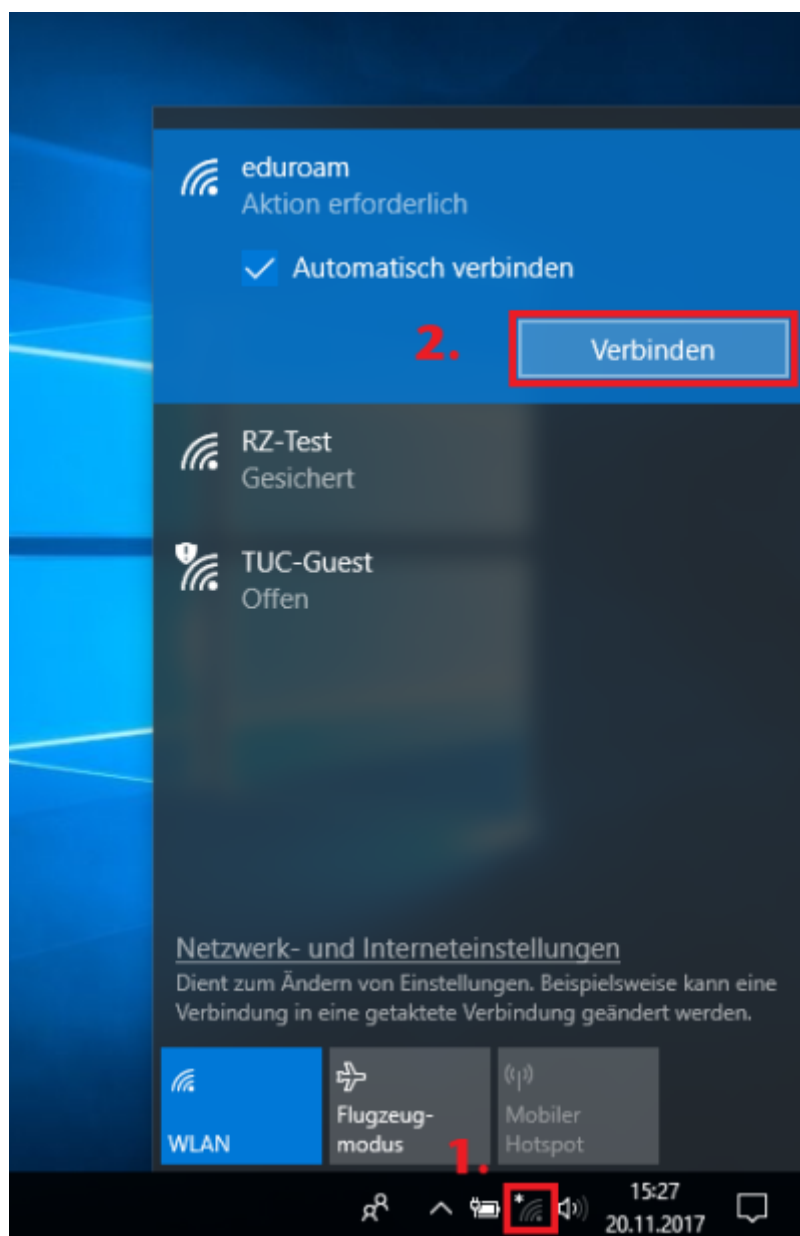 eduroam
Aktion erforderlich
Automatisch verbinden
2.
Verbinden
RZ-Test
Gesichert
TUC-Guest
Offen
Netzwerk- und Interneteinstellungen
Dient zum Ändern von Einstellungen. Beispielsweise kann eine
Verbindung in eine getaktete Verbindung geändert werden.
WLAN
Flugzeug-
modus
Mobiler
Hotspot
1.
15:27
20.11.2017